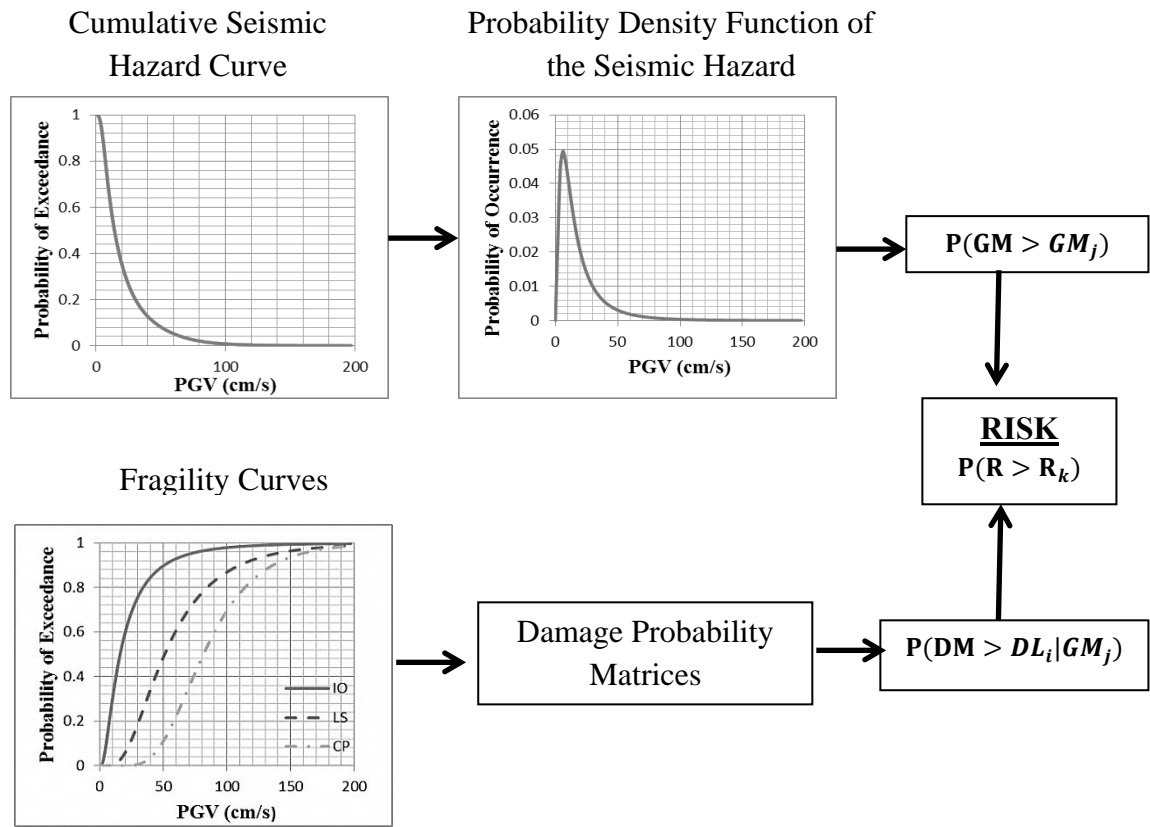 Cumulative Seismic
Hazard Curve
Probability Density Function of
the Seismic Hazard
Probability of Exceedance
1
0.8
0.6
0.4
0.2
0
0 100 200
PGV (cm/s)
Probability of Occurrence
0.06
0.05
0.04
0.03
0.02
0.01
0
0 50 100 150 200
PGV (cm/s)
P(GM > GM_j)
RISK
P(R > R_k)
Fragility Curves
Probability of Exceedance
1
0.8
0.6
0.4
0.2
0
IO
LS
CP
0 50 100 150 200
PGV (cm/s)
Damage Probability
Matrices
P(DM > DL_i|GM_j)